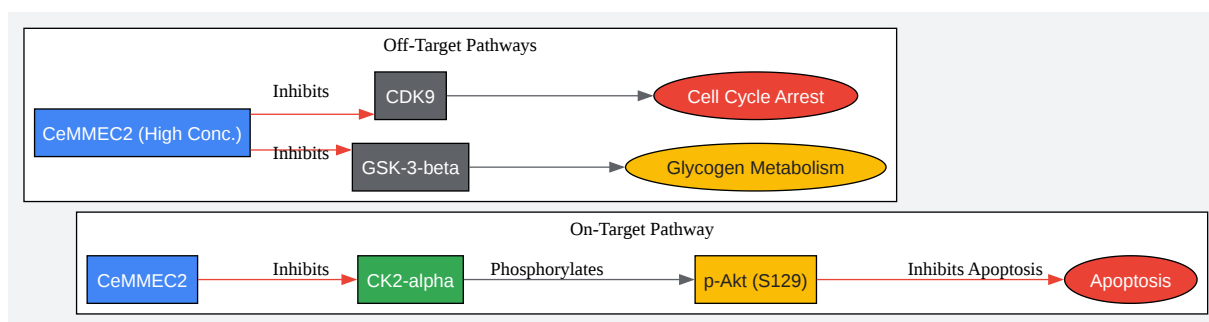 Off-Target Pathways
CeMMEC2 (High Conc.)
Inhibits
CDK9
Cell Cycle Arrest
Inhibits
GSK-3-beta
Glycogen Metabolism
On-Target Pathway
CeMMEC2
Inhibits
CK2-alpha
Phosphorylates
p-Akt (S129)
Inhibits Apoptosis
Apoptosis